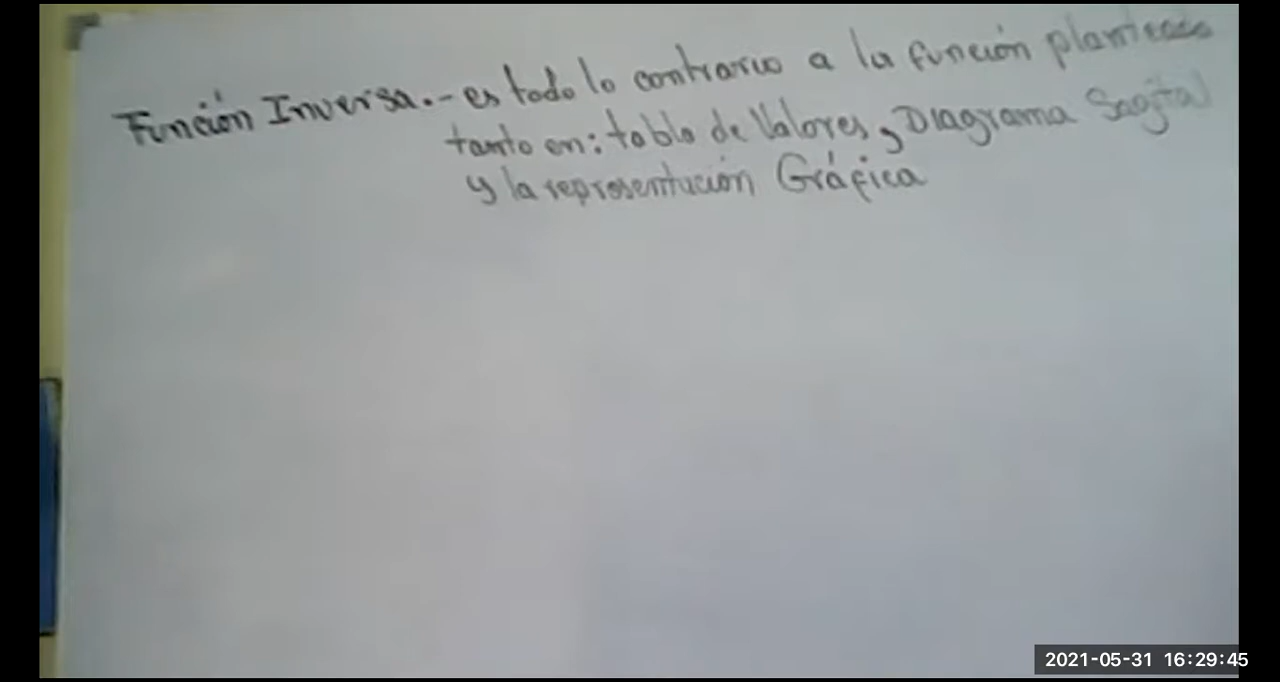 Función Inversa.- es todo lo contrario a la función planteada
tanto en: tabla de Valores, Diagrama Sagital
y la representación Gráfica
2021-05-31 16:29:45